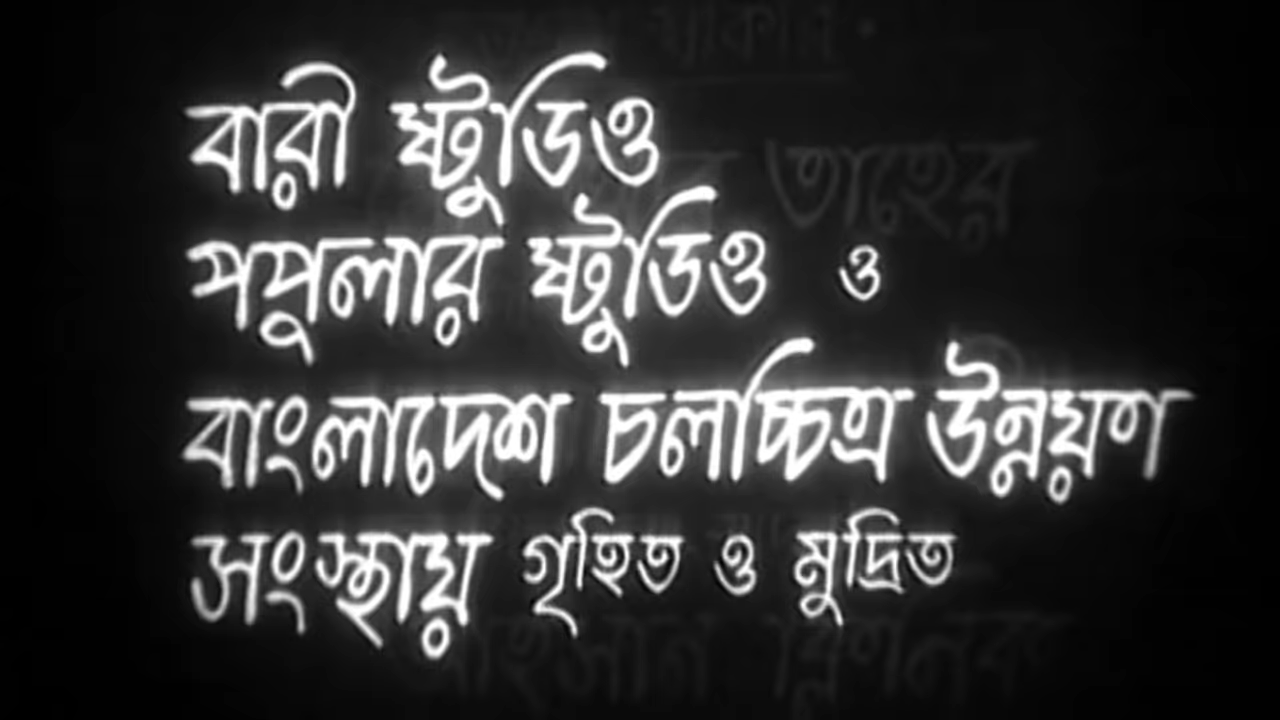 বারী ষ্টুডিও
পপুলার ষ্টুডিও ও
বাংলাদেশ চলচ্চিত্র উন্নয়ণ
সংস্থায় গৃহিত ও মুদ্রিত